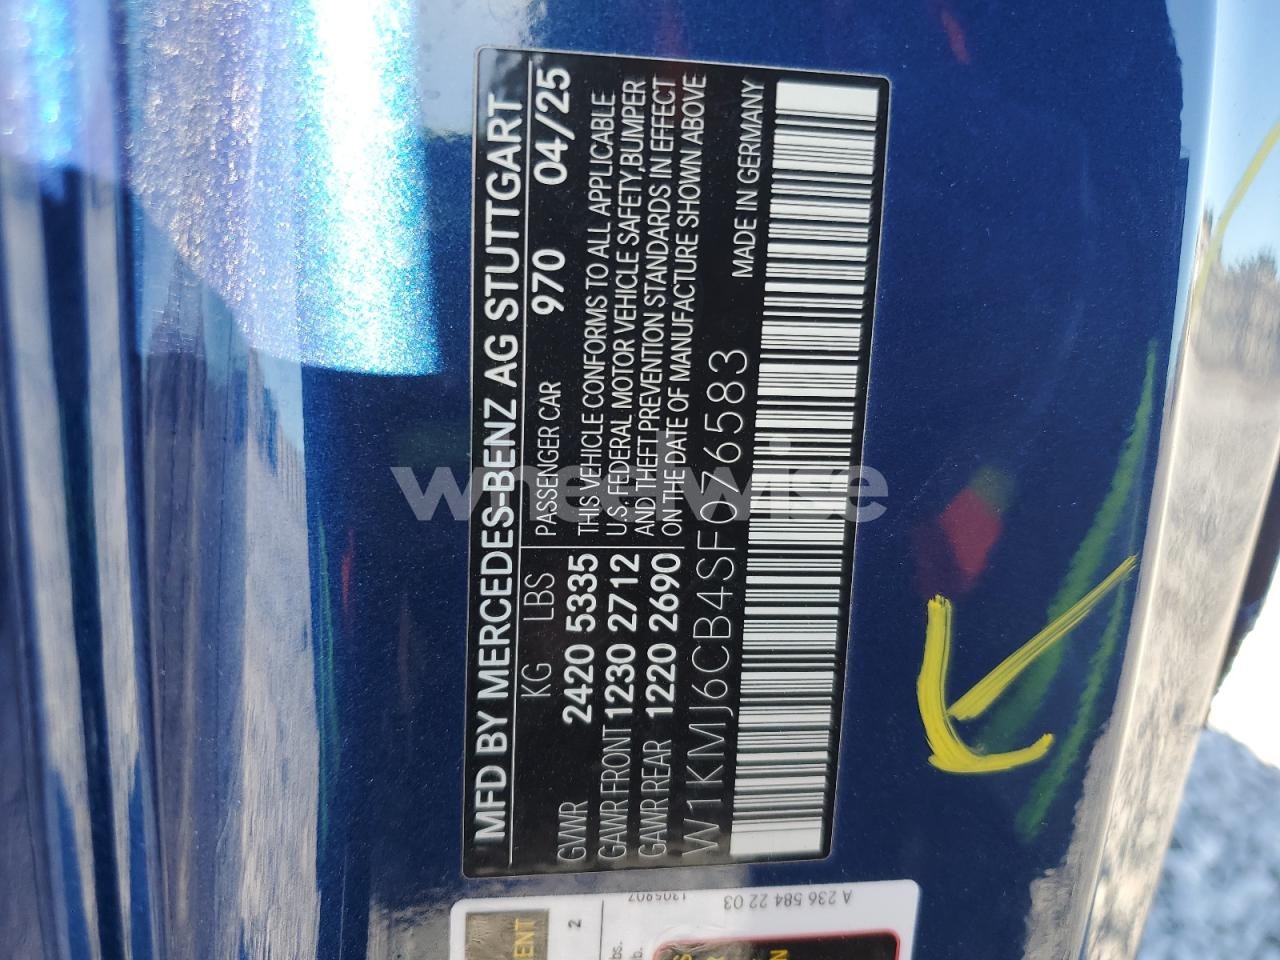 MFD BY MERCEDES-BENZ AG STUTTGART
KG LBS PASSENGER CAR 970 04/25
GVWR 2420 5335
GAWR FRONT 1230 2712
GAWR REAR 1220 2690
THIS VEHICLE CONFORMS TO ALL APPLICABLE
U.S. FEDERAL MOTOR VEHICLE SAFETY,BUMPER
AND THEFT PREVENTION STANDARDS IN EFFECT
ON THE DATE OF MANUFACTURE SHOWN ABOVE
W1KMJ6CB4SF076583 MADE IN GERMANY
wheelwise
A 236 584 22 03
2